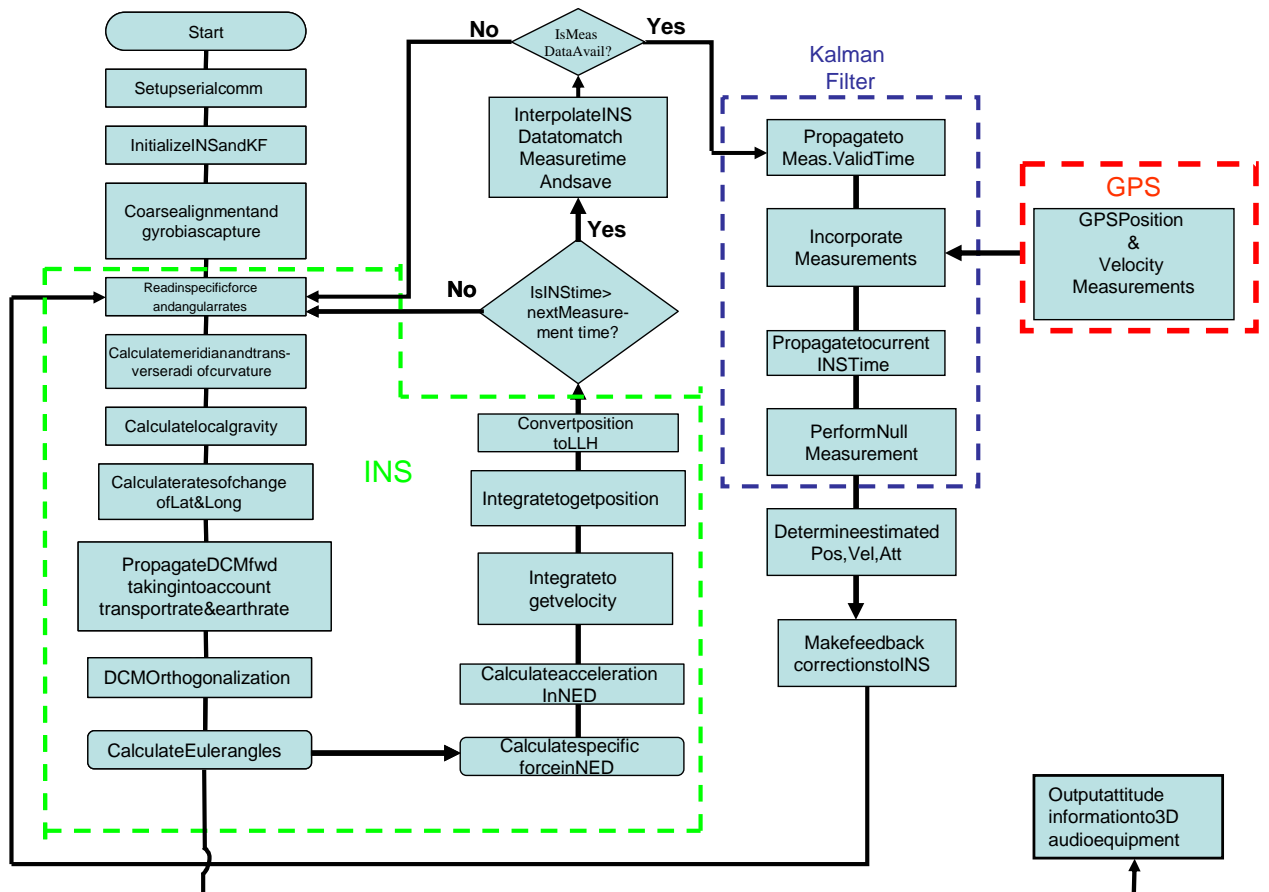 Start
Setupserialcomm
InitializeINSandKF
Coarsealignmentand
gyrobiascapture
Readinspecificforce
andangularrates
Calculatemeridianandtrans-
verseradi ofcurvature
Calculatelocalgravity
Calculateratesofchange
ofLat&Long
PropagateDCMfwd
takingintoaccount
transportrate&earthrate
DCMOrthogonalization
CalculateEulerangles
INS
Calculatespecific
forceinNED
Calculateacceleration
InNED
Integrateto
getvelocity
Integratetogetposition
Convertposition
toLLH
IsINStime>
nextMeasure-
ment time?
No
Yes
InterpolateINS
Datatomatch
Measuretime
Andsave
IsMeas
DataAvail?
No
Yes
Kalman
Filter
Propagateto
Meas.ValidTime
Incorporate
Measurements
Propagatetocurrent
INSTime
PerformNull
Measurement
Determineestimated
Pos,Vel,Att
Makefeedback
correctionstoINS
GPS
GPSPosition
&
Velocity
Measurements
Outputattitude
informationto3D
audioequipment